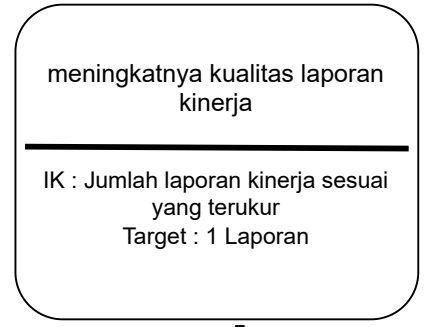 meningkatnya kualitas laporan
kinerja
IK : Jumlah laporan kinerja sesuai
yang terukur
Target : 1 Laporan